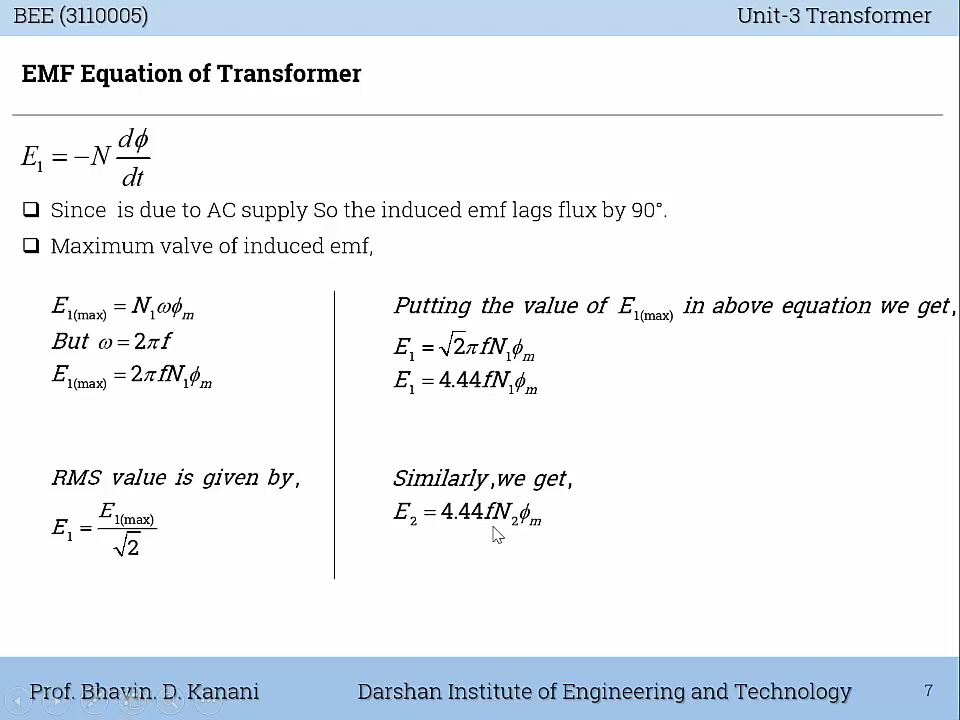 BEE (3110005)
Unit-3 Transformer
EMF Equation of Transformer
E₁ = −N dϕ/dt
❑ Since is due to AC supply So the induced emf lags flux by 90°.
❑ Maximum valve of induced emf,
E₁(max) = N₁ωϕₘ
But ω = 2πf
E₁(max) = 2πfN₁ϕₘ
RMS value is given by,
E₁ = E₁(max)/√2
Putting the value of E₁(max) in above equation we get,
E₁ = √2πfN₁ϕₘ
E₁ = 4.44fN₁ϕₘ
Similarly,we get,
E₂ = 4.44fN₂ϕₘ
Prof. Bhavin. D. Kanani
Darshan Institute of Engineering and Technology
7